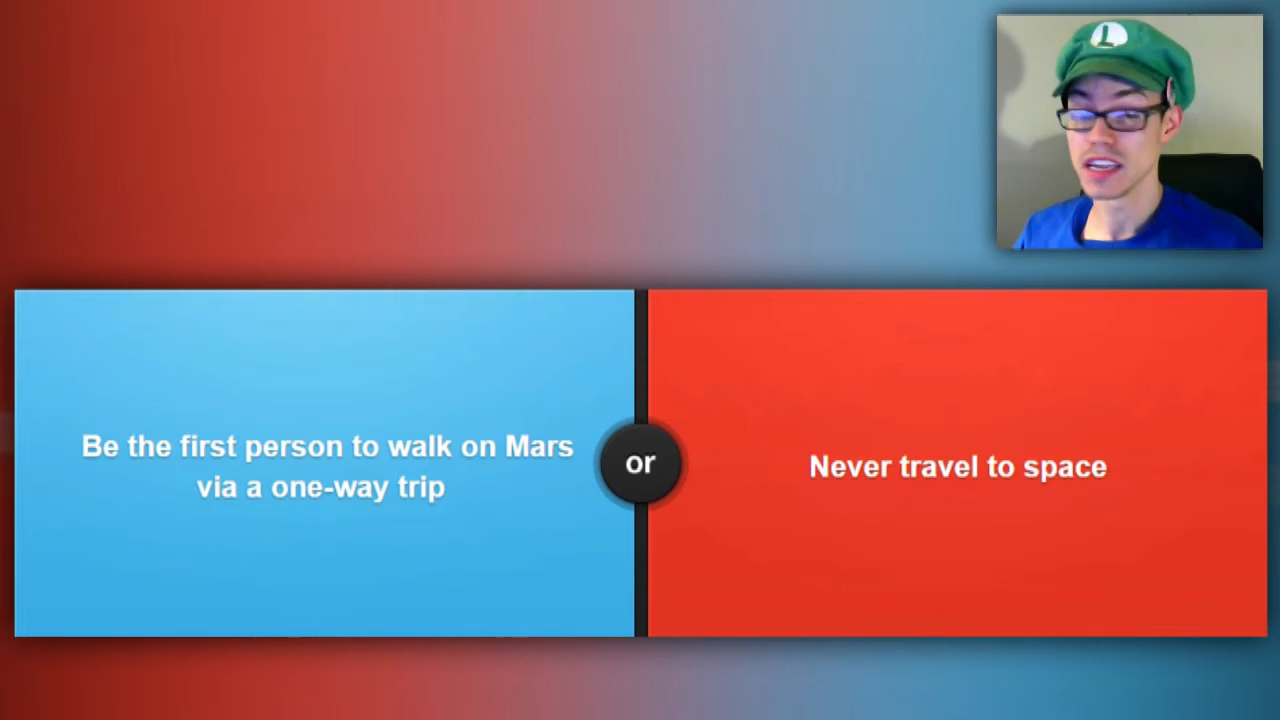 L
Be the first person to walk on Mars
via a one-way trip
or
Never travel to space